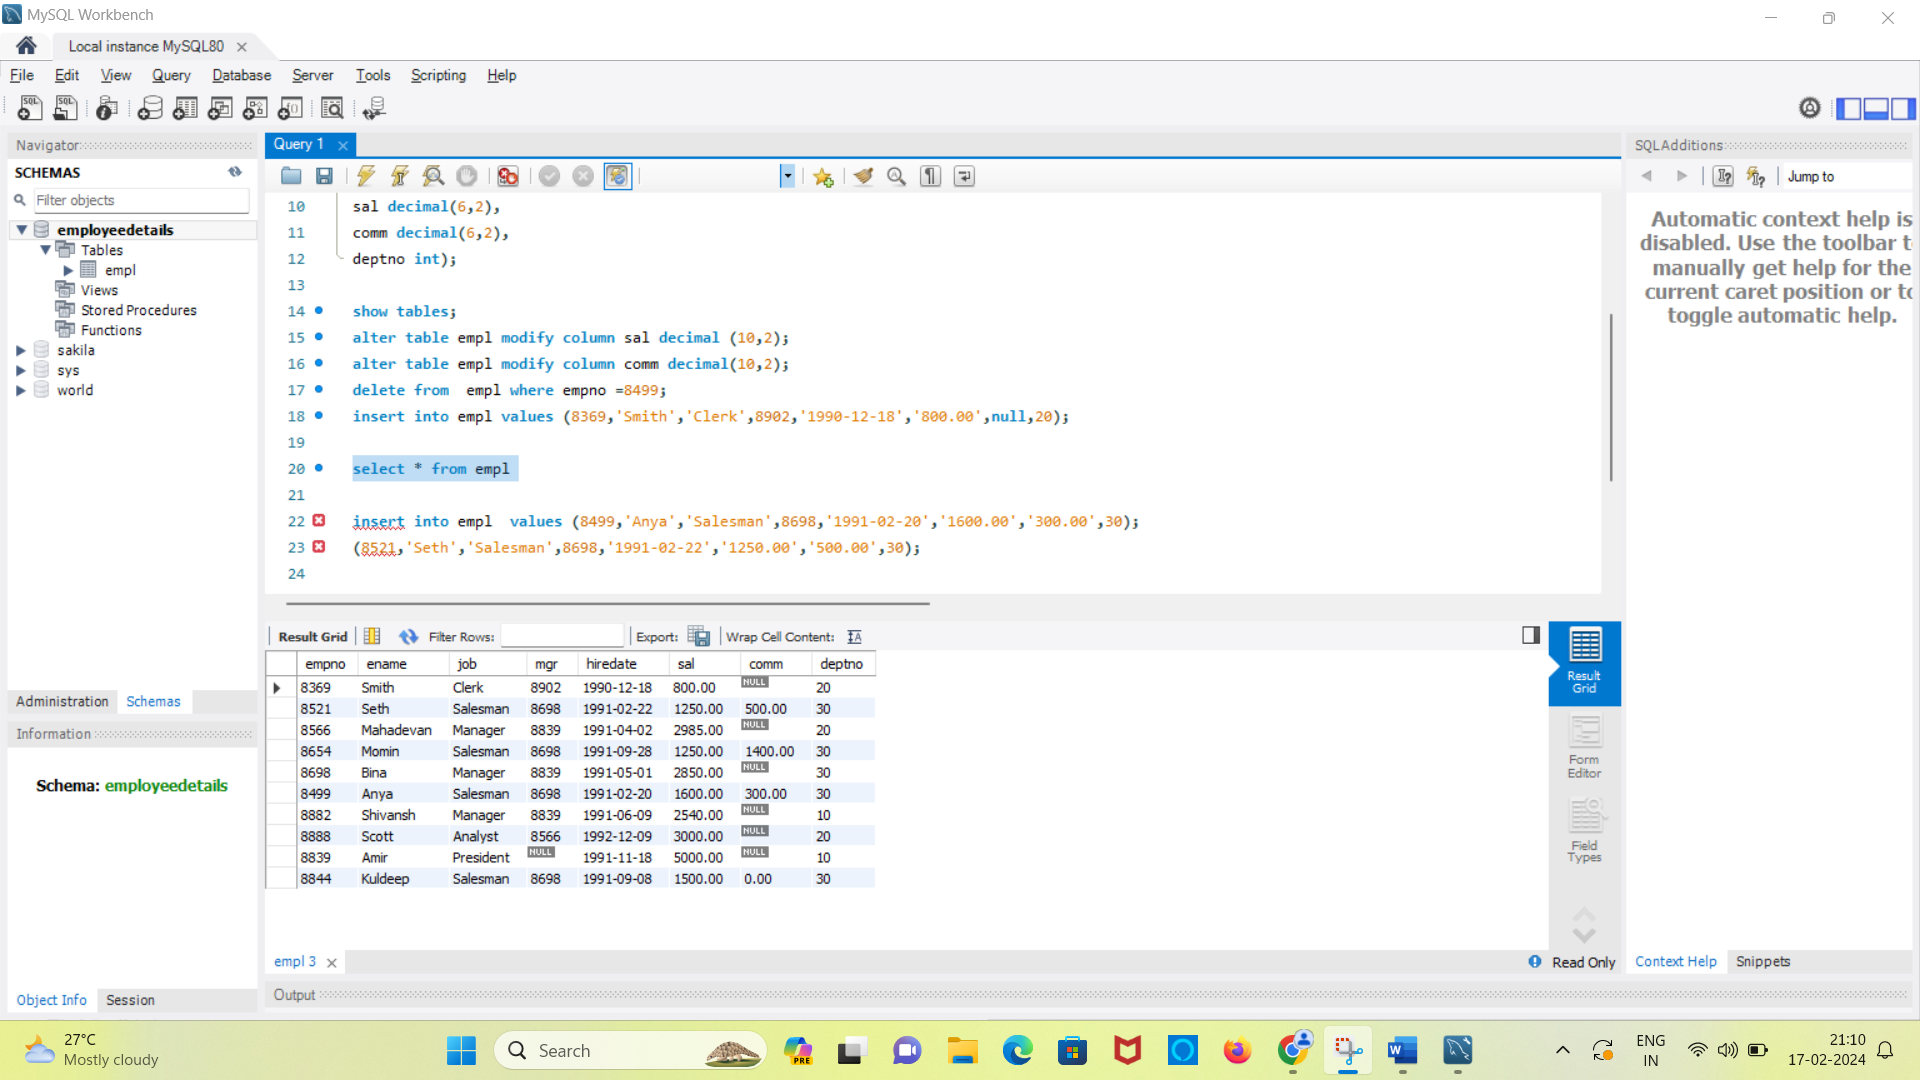 MySQL Workbench
Local instance MySQL80
File Edit View Query Database Server Tools Scripting Help
Navigator
SCHEMAS
Filter objects
employeedetails
Tables
empl
Views
Stored Procedures
Functions
sakila
sys
world
Administration Schemas
Information
Schema: employeedetails
Object Info Session
Query 1
10 sal decimal(6,2),
11 comm decimal(6,2),
12 deptno int);
13
14 show tables;
15 alter table empl modify column sal decimal (10,2);
16 alter table empl modify column comm decimal(10,2);
17 delete from empl where empno =8499;
18 insert into empl values (8369,'Smith','Clerk',8902,'1990-12-18','800.00',null,20);
19
20 select * from empl
21
22 insert into empl values (8499,'Anya','Salesman',8698,'1991-02-20','1600.00','300.00',30);
23 (8521,'Seth','Salesman',8698,'1991-02-22','1250.00','500.00',30);
24
Result Grid Filter Rows: Export: Wrap Cell Content:
empno ename job mgr hiredate sal comm deptno
8369 Smith Clerk 8902 1990-12-18 800.00 NULL 20
8521 Seth Salesman 8698 1991-02-22 1250.00 500.00 30
8566 Mahadevan Manager 8839 1991-04-02 2985.00 NULL 20
8654 Momin Salesman 8698 1991-09-28 1250.00 1400.00 30
8698 Bina Manager 8839 1991-05-01 2850.00 NULL 30
8499 Anya Salesman 8698 1991-02-20 1600.00 300.00 30
8882 Shivansh Manager 8839 1991-06-09 2540.00 NULL 10
8888 Scott Analyst 8566 1992-12-09 3000.00 NULL 20
8839 Amir President NULL 1991-11-18 5000.00 NULL 10
8844 Kuldeep Salesman 8698 1991-09-08 1500.00 0.00 30
Result
Grid
Form
Editor
Field
Types
empl 3
Read Only
Output
SQLAdditions
Jump to
Automatic context help is
disabled. Use the toolbar t
manually get help for the
current caret position or to
toggle automatic help.
Context Help Snippets
27°C
Mostly cloudy
Search
PRE
ENG
IN
21:10
17-02-2024